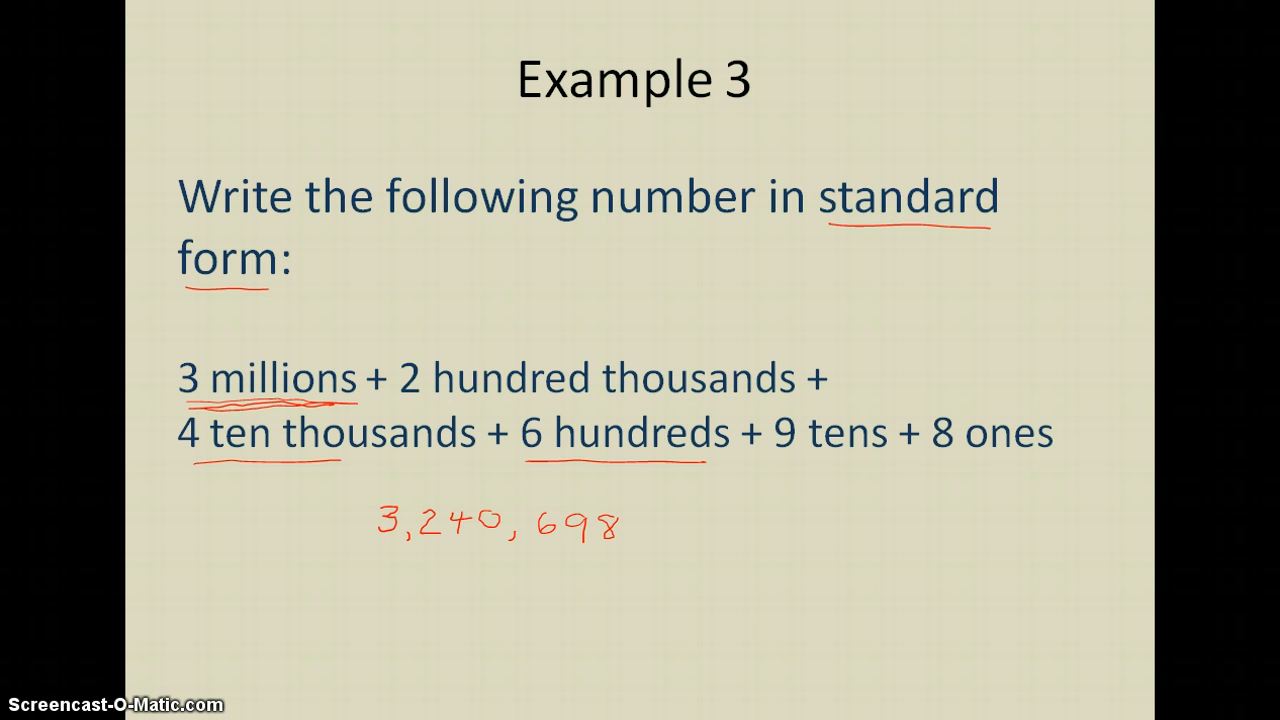 Example 3
Write the following number in standard
form:
3 millions + 2 hundred thousands +
4 ten thousands + 6 hundreds + 9 tens + 8 ones
3,240,698
Screencast-O-Matic.com